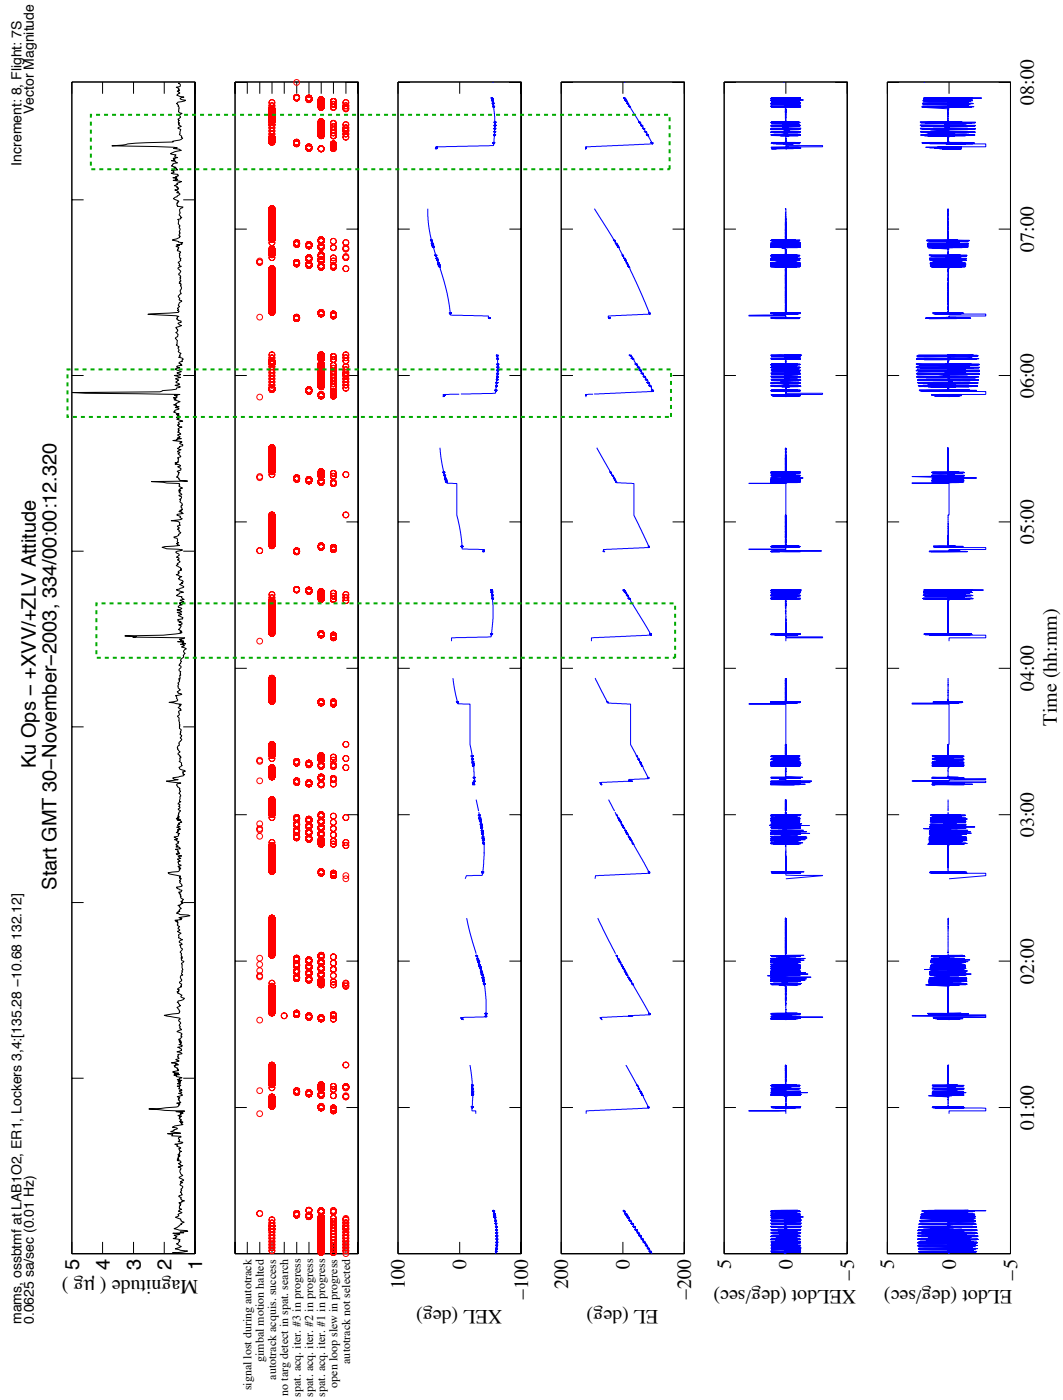 mams, ossbtmf at LAB1O2, ER1, Lockers 3,4:[135.28 −10.68 132.12]
0.0625 sa/sec (0.01 Hz)
Increment: 8, Flight: 7S
Vector Magnitude
Ku Ops − +XVV/+ZLV Attitude
Start GMT 30−November−2003, 334/00:00:12.320
5
4
3
2
1
Magnitude ( μg )
signal lost during autotrack
gimbal motion halted
autotrack acquis. success
no targ detect in spat. search
spat. acq. iter. #3 in progress
spat. acq. iter. #2 in progress
spat. acq. iter. #1 in progress
open loop slew in progress
autotrack not selected
100
0
−100
XEL (deg)
200
0
−200
EL (deg)
5
0
−5
XELdot (deg/sec)
5
0
−5
ELdot (deg/sec)
01:00
02:00
03:00
04:00
05:00
06:00
07:00
08:00
Time (hh:mm)